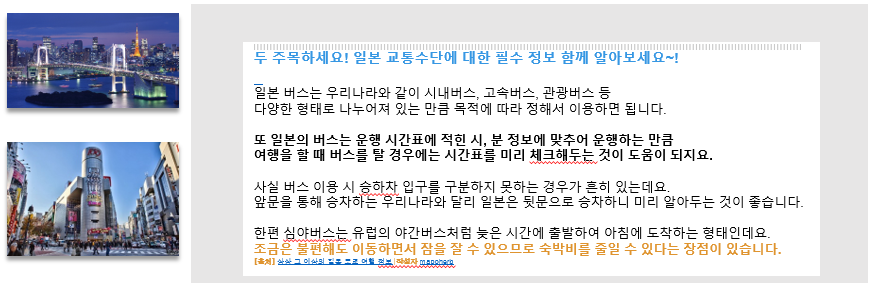 두 주목하세요! 일본 교통수단에 대한 필수 정보 함께 알아보세요~!
일본 버스는 우리나라와 같이 시내버스, 고속버스, 관광버스 등
다양한 형태로 나누어져 있는 만큼 목적에 따라 정해서 이용하면 됩니다.
또 일본의 버스는 운행 시간표에 적힌 시, 분 정보에 맞추어 운행하는 만큼
여행을 할 때 버스를 탈 경우에는 시간표를 미리 체크해두는 것이 도움이 되지요.
사실 버스 이용 시 승하차 입구를 구분하지 못하는 경우가 흔히 있는데요.
앞문을 통해 승차하는 우리나라와 달리 일본은 뒷문으로 승차하니 미리 알아두는 것이 좋습니다.
한편 심야버스는 유럽의 야간버스처럼 늦은 시간에 출발하여 아침에 도착하는 형태인데요.
조금은 불편해도 이동하면서 잠을 잘 수 있으므로 숙박비를 줄일 수 있다는 장점이 있습니다.
[출처] 상상 그 이상의 일본 도쿄 여행 정보|작성자 mappherb